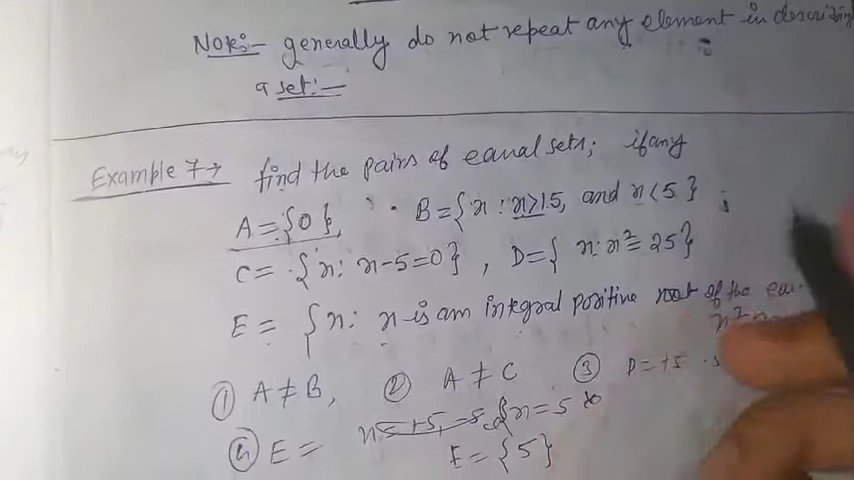 Note:- generally do not repeat any element in describing
a set:-
Example 7→ find the pairs of equal sets; if any
A = {0}, B = {x : x>15, and x<5};
C = {x: x-5=0}, D = {x: x²=25}
E = {x: x is am integral positive root of the
① A ≠ B, ② A ≠ C ③ D = +5
④ E = x = +5, x = 5
E = {5}